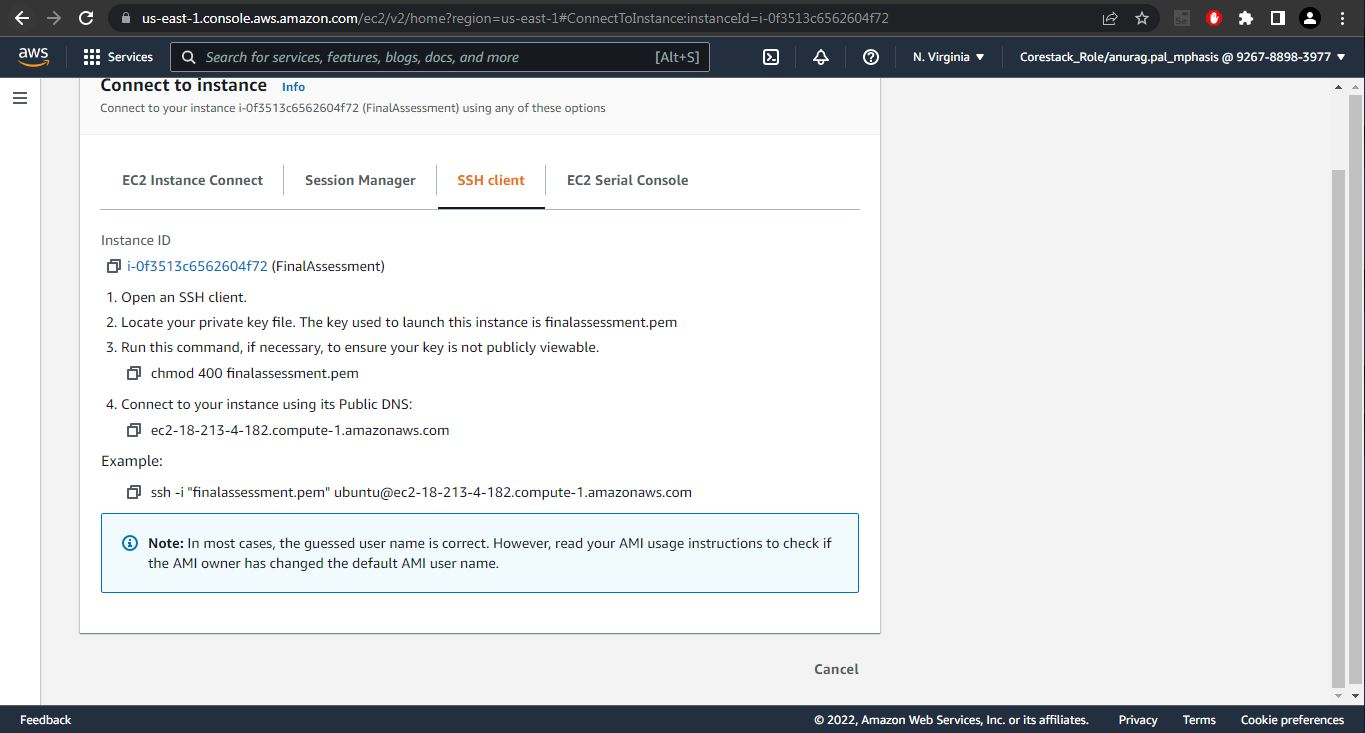 us-east-1.console.aws.amazon.com/ec2/v2/home?region=us-east-1#ConnectToInstance:instanceId=i-0f3513c6562604f72
aws
Services
Search for services, features, blogs, docs, and more [Alt+S]
N. Virginia
Corestack_Role/anurag.pal_mphasis @ 9267-8898-3977
Connect to instance Info
Connect to your instance i-0f3513c6562604f72 (FinalAssessment) using any of these options
EC2 Instance Connect
Session Manager
SSH client
EC2 Serial Console
Instance ID
i-0f3513c6562604f72 (FinalAssessment)
1. Open an SSH client.
2. Locate your private key file. The key used to launch this instance is finalassessment.pem
3. Run this command, if necessary, to ensure your key is not publicly viewable.
chmod 400 finalassessment.pem
4. Connect to your instance using its Public DNS:
ec2-18-213-4-182.compute-1.amazonaws.com
Example:
ssh -i "finalassessment.pem" ubuntu@ec2-18-213-4-182.compute-1.amazonaws.com
Note: In most cases, the guessed user name is correct. However, read your AMI usage instructions to check if
the AMI owner has changed the default AMI user name.
Cancel
Feedback
© 2022, Amazon Web Services, Inc. or its affiliates.
Privacy
Terms
Cookie preferences